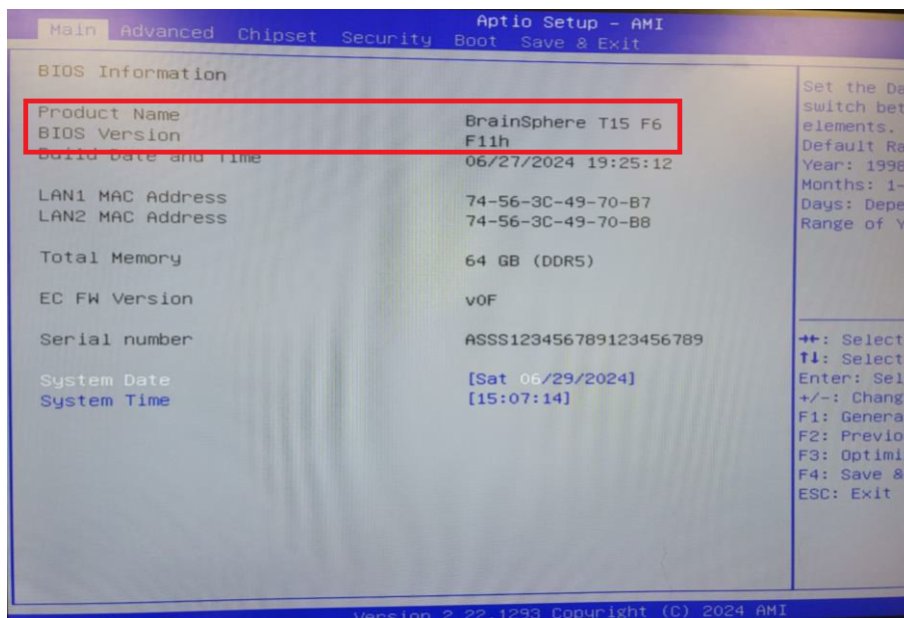 Aptio Setup - AMI
Main Advanced Chipset Security Boot Save & Exit
BIOS Information
Product Name BrainSphere T15 F6
BIOS Version F11h
Build Date and Time 06/27/2024 19:25:12
LAN1 MAC Address 74-56-3C-49-70-B7
LAN2 MAC Address 74-56-3C-49-70-B8
Total Memory 64 GB (DDR5)
EC FW Version v0F
Serial number ASSS123456789123456789
System Date [Sat 06/29/2024]
System Time [15:07:14]
Set the Da
switch bet
elements.
Default Ra
Year: 1998
Months: 1-
Days: Depe
Range of Y
→←: Select
↑↓: Select
Enter: Sel
+/-: Chang
F1: Genera
F2: Previo
F3: Optimi
F4: Save &
ESC: Exit
Version 2.22.1293 Copyright (C) 2024 AMI